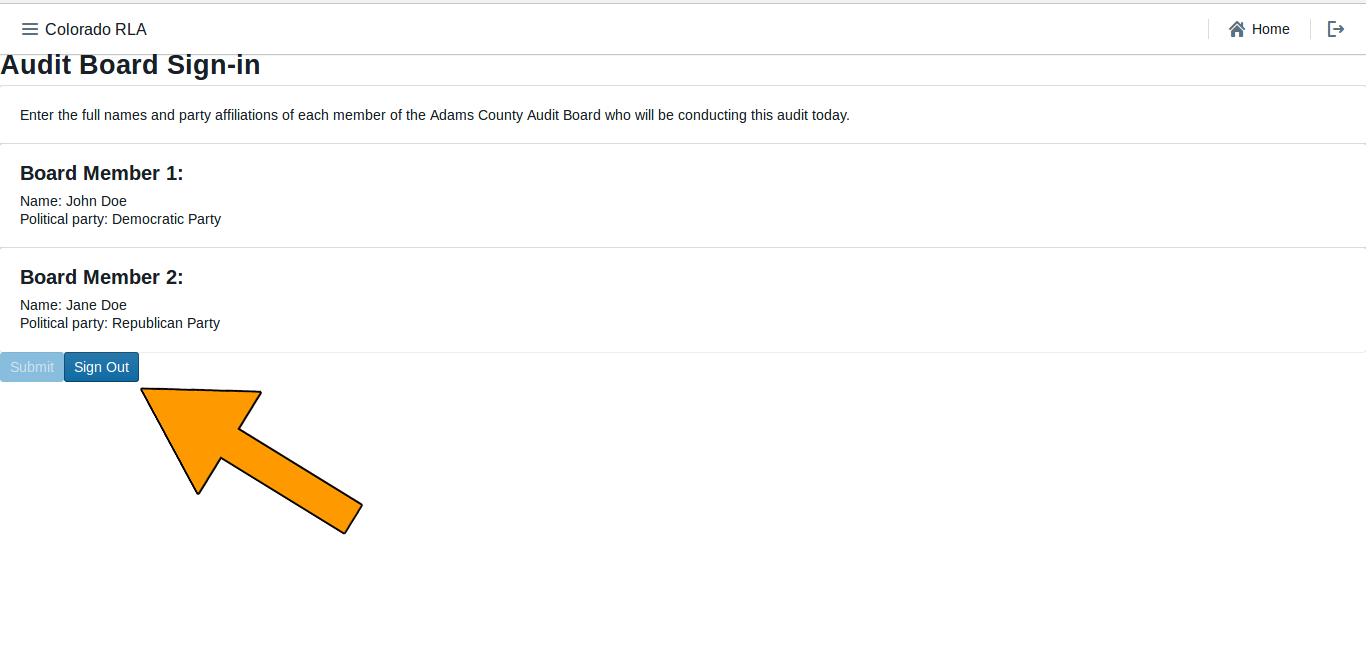 Colorado RLA
Home
Audit Board Sign-in
Enter the full names and party affiliations of each member of the Adams County Audit Board who will be conducting this audit today.
Board Member 1:
Name: John Doe
Political party: Democratic Party
Board Member 2:
Name: Jane Doe
Political party: Republican Party
Submit
Sign Out